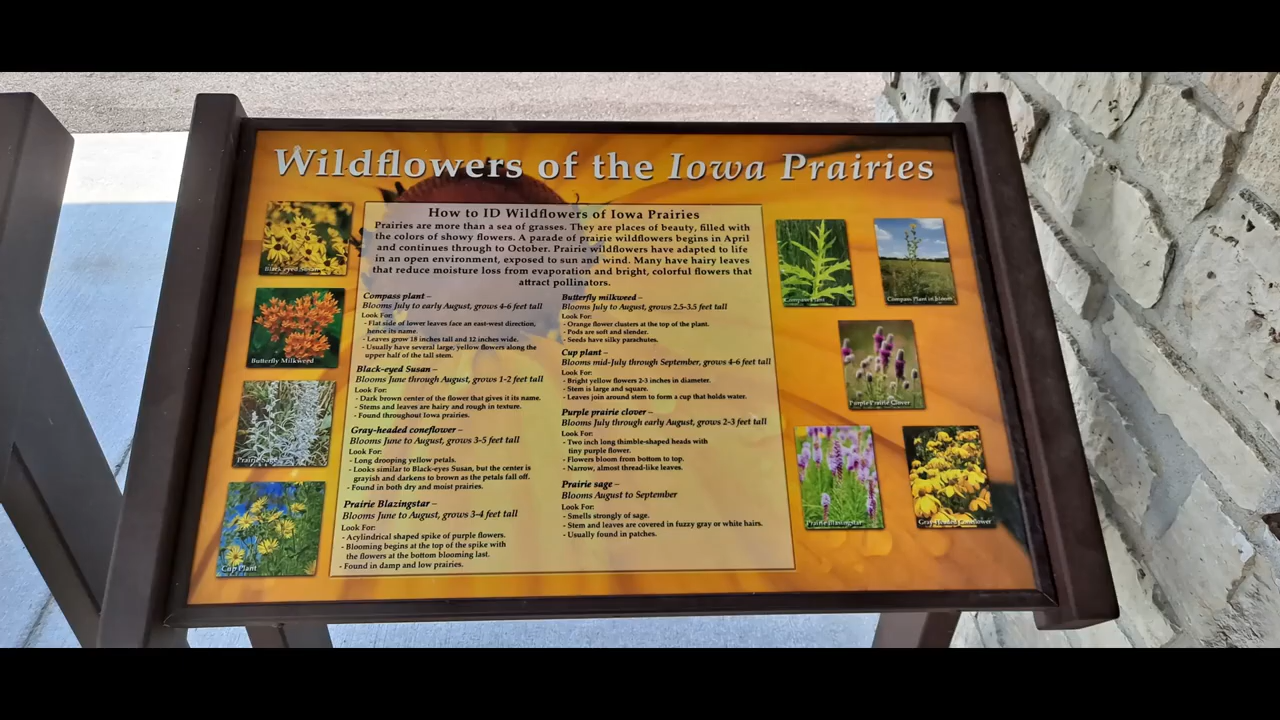 Wildflowers of the Iowa Prairies
How to ID Wildflowers of Iowa Prairies
Prairies are more than a sea of grasses. They are places of beauty, filled with
the colors of showy flowers. A parade of prairie wildflowers begins in April
and continues through to October. Prairie wildflowers have adapted to life
in an open environment, exposed to sun and wind. Many have hairy leaves
that reduce moisture loss from evaporation and bright, colorful flowers that
attract pollinators.
Compass plant –
Blooms July to early August, grows 4-6 feet tall
Look For:
- Flat side of lower leaves face an east-west direction,
hence its name.
- Leaves grow 18 inches tall and 12 inches wide.
- Usually have several large, yellow flowers along the
upper half of the tall stem.
Black-eyed Susan –
Blooms June through August, grows 1-2 feet tall
Look For:
- Dark brown center of the flower that gives it its name.
- Stems and leaves are hairy and rough in texture.
- Found throughout Iowa prairies.
Gray-headed coneflower –
Blooms June to August, grows 3-5 feet tall
Look For:
- Long drooping yellow petals.
- Looks similar to Black-eyes Susan, but the center is
grayish and darkens to brown as the petals fall off.
- Found in both dry and moist prairies.
Prairie Blazingstar –
Blooms June to August, grows 3-4 feet tall
Look For:
- Acylindrical shaped spike of purple flowers.
- Blooming begins at the top of the spike with
the flowers at the bottom blooming last.
- Found in damp and low prairies.
Butterfly milkweed –
Blooms July to August, grows 2.5-3.5 feet tall
Look For:
- Orange flower clusters at the top of the plant.
- Pods are soft and slender.
- Seeds have silky parachutes.
Cup plant –
Blooms mid-July through September, grows 4-6 feet tall
Look For:
- Bright yellow flowers 2-3 inches in diameter.
- Stem is large and square.
- Leaves join around stem to form a cup that holds water.
Purple prairie clover –
Blooms July through early August, grows 2-3 feet tall
Look For:
- Two inch long thimble-shaped heads with
tiny purple flower.
- Flowers bloom from bottom to top.
- Narrow, almost thread-like leaves.
Prairie sage –
Blooms August to September
Look For:
- Smells strongly of sage.
- Stem and leaves are covered in fuzzy gray or white hairs.
- Usually found in patches.
Black-eyed Susan
Butterfly Milkweed
Prairie Sage
Cup Plant
Compass Plant
Compass Plant in bloom
Purple Prairie Clover
Prairie Blazingstar
Gray-headed Coneflower